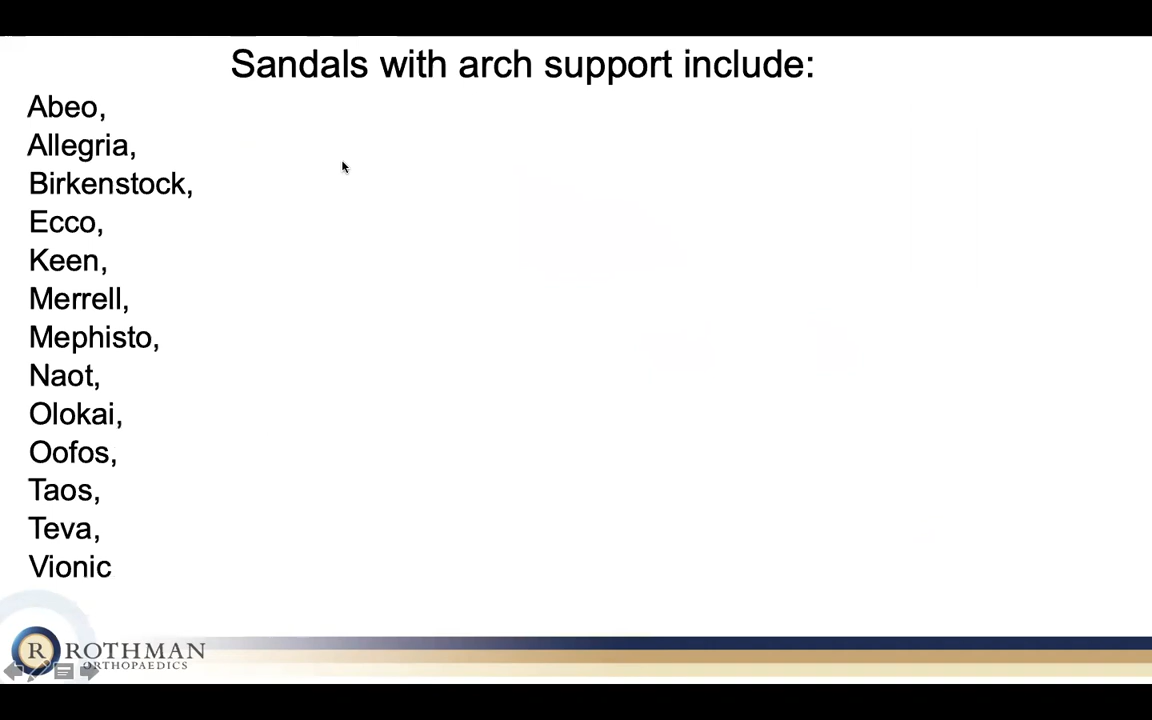 Sandals with arch support include:
Abeo,
Allegria,
Birkenstock,
Ecco,
Keen,
Merrell,
Mephisto,
Naot,
Olokai,
Oofos,
Taos,
Teva,
Vionic
R ROTHMAN
ORTHOPAEDICS